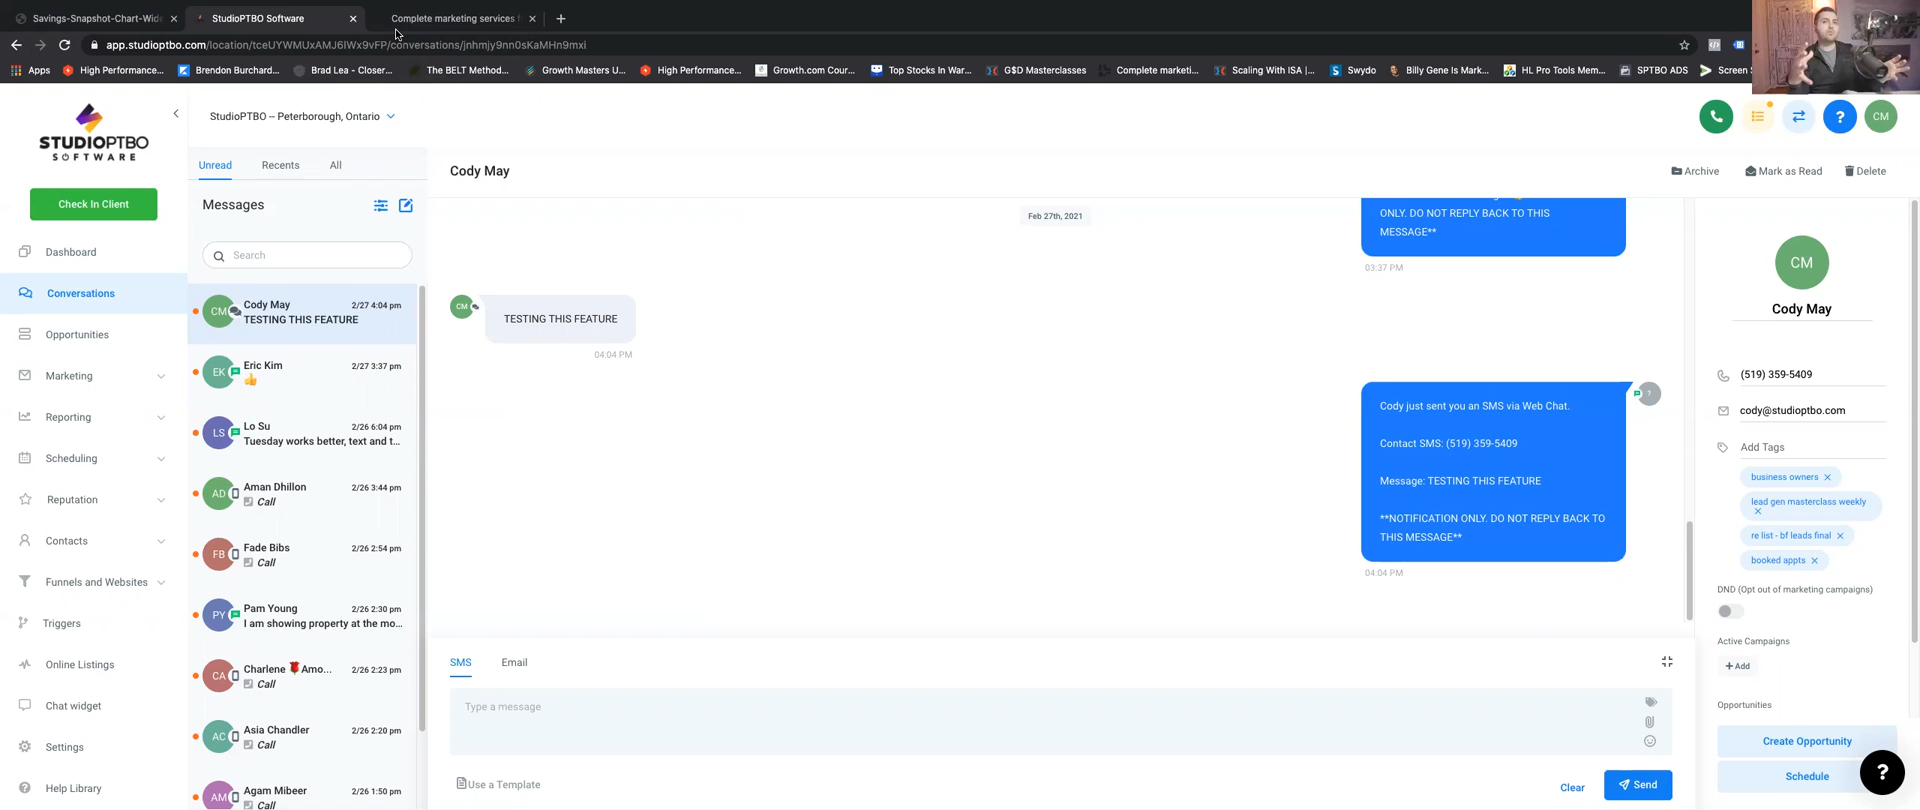 Savings-Snapshot-Chart-Wide
StudioPTBO Software
Complete marketing services f
app.studioptbo.com/location/tceUYWMUxAMJ6IWx9vFP/conversations/jnhmjy9nn0sKaMHn9mxi
Apps
High Performance...
Brendon Burchard...
Brad Lea - Closer...
The BELT Method...
Growth Masters U...
High Performance...
Growth.com Cour...
Top Stocks In War...
G$D Masterclasses
Complete marketi...
Scaling With ISA |...
Swydo
Billy Gene Is Mark...
HL Pro Tools Mem...
SPTBO ADS
Screen
STUDIOPTBO
SOFTWARE
Check In Client
Dashboard
Conversations
Opportunities
Marketing
Reporting
Scheduling
Reputation
Contacts
Funnels and Websites
Triggers
Online Listings
Chat widget
Settings
Help Library
StudioPTBO -- Peterborough, Ontario
?
CM
Unread
Recents
All
Messages
Search
CM
Cody May
2/27 4:04 pm
TESTING THIS FEATURE
EK
Eric Kim
2/27 3:37 pm
👍
LS
Lo Su
2/26 6:04 pm
Tuesday works better, text and t...
AD
Aman Dhillon
2/26 3:44 pm
Call
FB
Fade Bibs
2/26 2:54 pm
Call
PY
Pam Young
2/26 2:30 pm
I am showing property at the mo...
CA
Charlene 🌹Amo...
2/26 2:23 pm
Call
AC
Asia Chandler
2/26 2:20 pm
Call
AM
Agam Mibeer
2/26 1:50 pm
Call
Cody May
Archive
Mark as Read
Delete
Feb 27th, 2021
ONLY. DO NOT REPLY BACK TO THIS
MESSAGE**
03:37 PM
CM
TESTING THIS FEATURE
04:04 PM
?
Cody just sent you an SMS via Web Chat.
Contact SMS: (519) 359-5409
Message: TESTING THIS FEATURE
**NOTIFICATION ONLY. DO NOT REPLY BACK TO
THIS MESSAGE**
04:04 PM
SMS
Email
Type a message
Use a Template
Clear
Send
CM
Cody May
(519) 359-5409
cody@studioptbo.com
Add Tags
business owners
lead gen masterclass weekly
re list - bf leads final
booked appts
DND (Opt out of marketing campaigns)
Active Campaigns
+ Add
Opportunities
Create Opportunity
Schedule
?